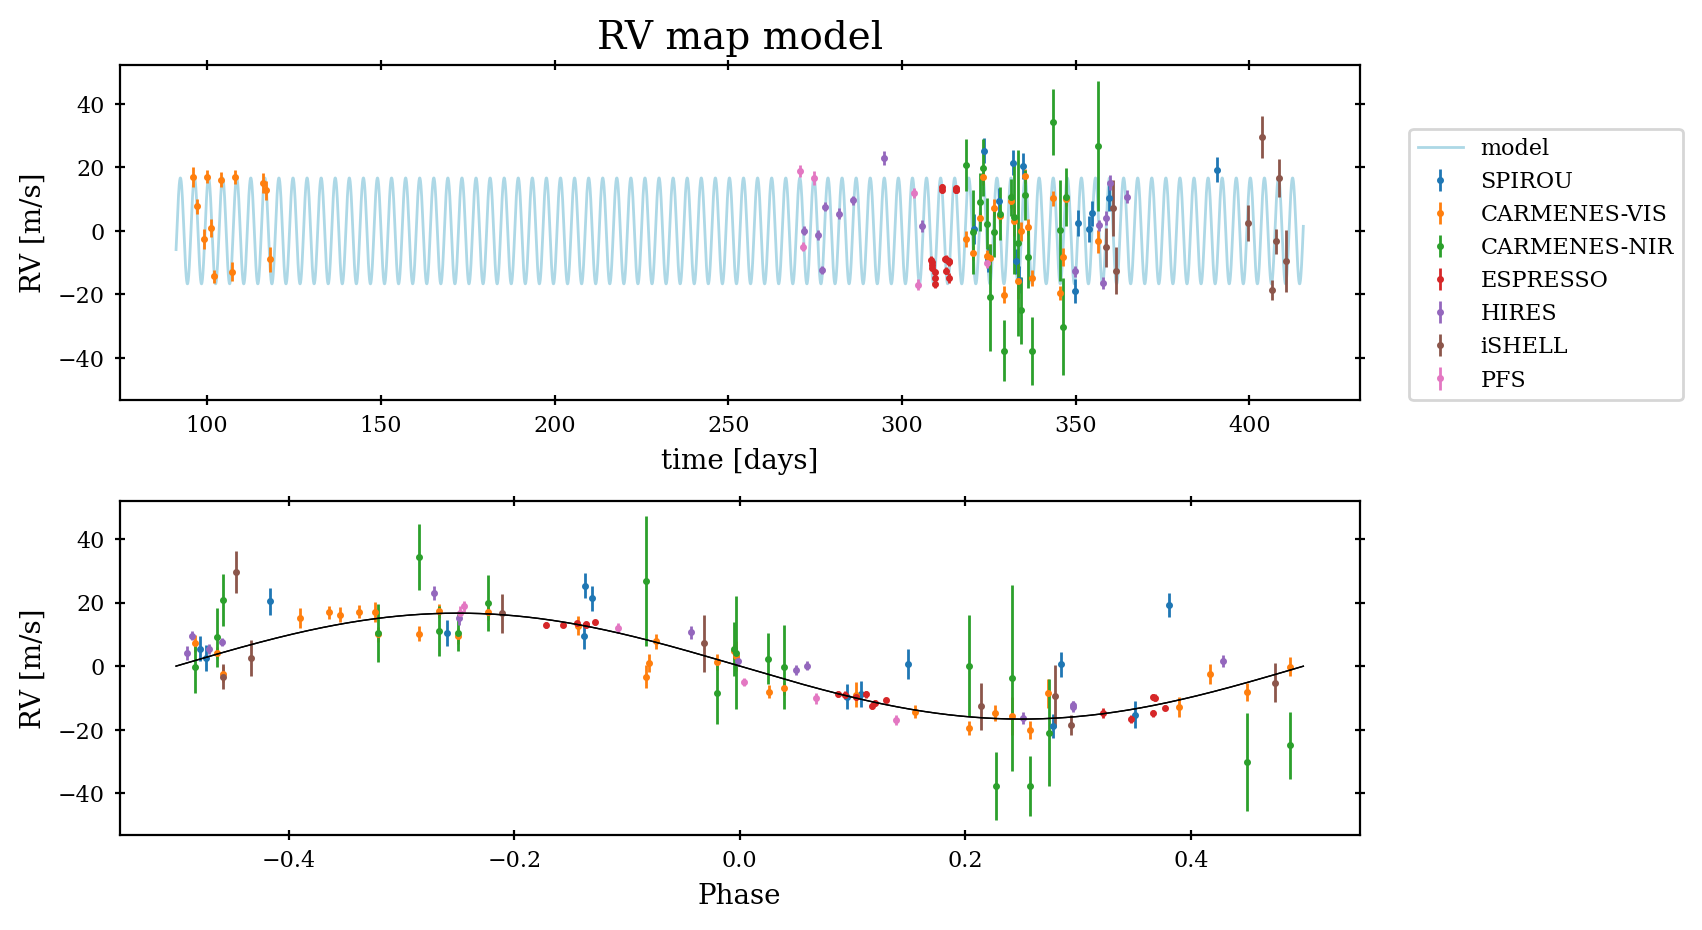 RV map model
RV [m/s]
40
20
0
−20
−40
100
150
200
250
300
350
400
time [days]
model
SPIROU
CARMENES-VIS
CARMENES-NIR
ESPRESSO
HIRES
iSHELL
PFS
RV [m/s]
40
20
0
−20
−40
−0.4
−0.2
0.0
0.2
0.4
Phase